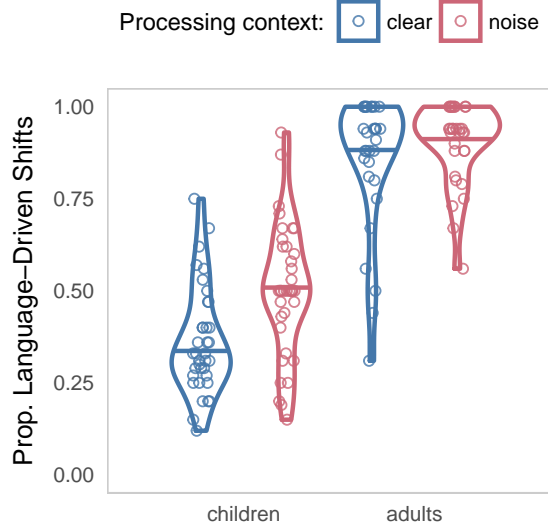 Processing context: clear noise
Prop. Language–Driven Shifts
1.00
0.75
0.50
0.25
0.00
children adults